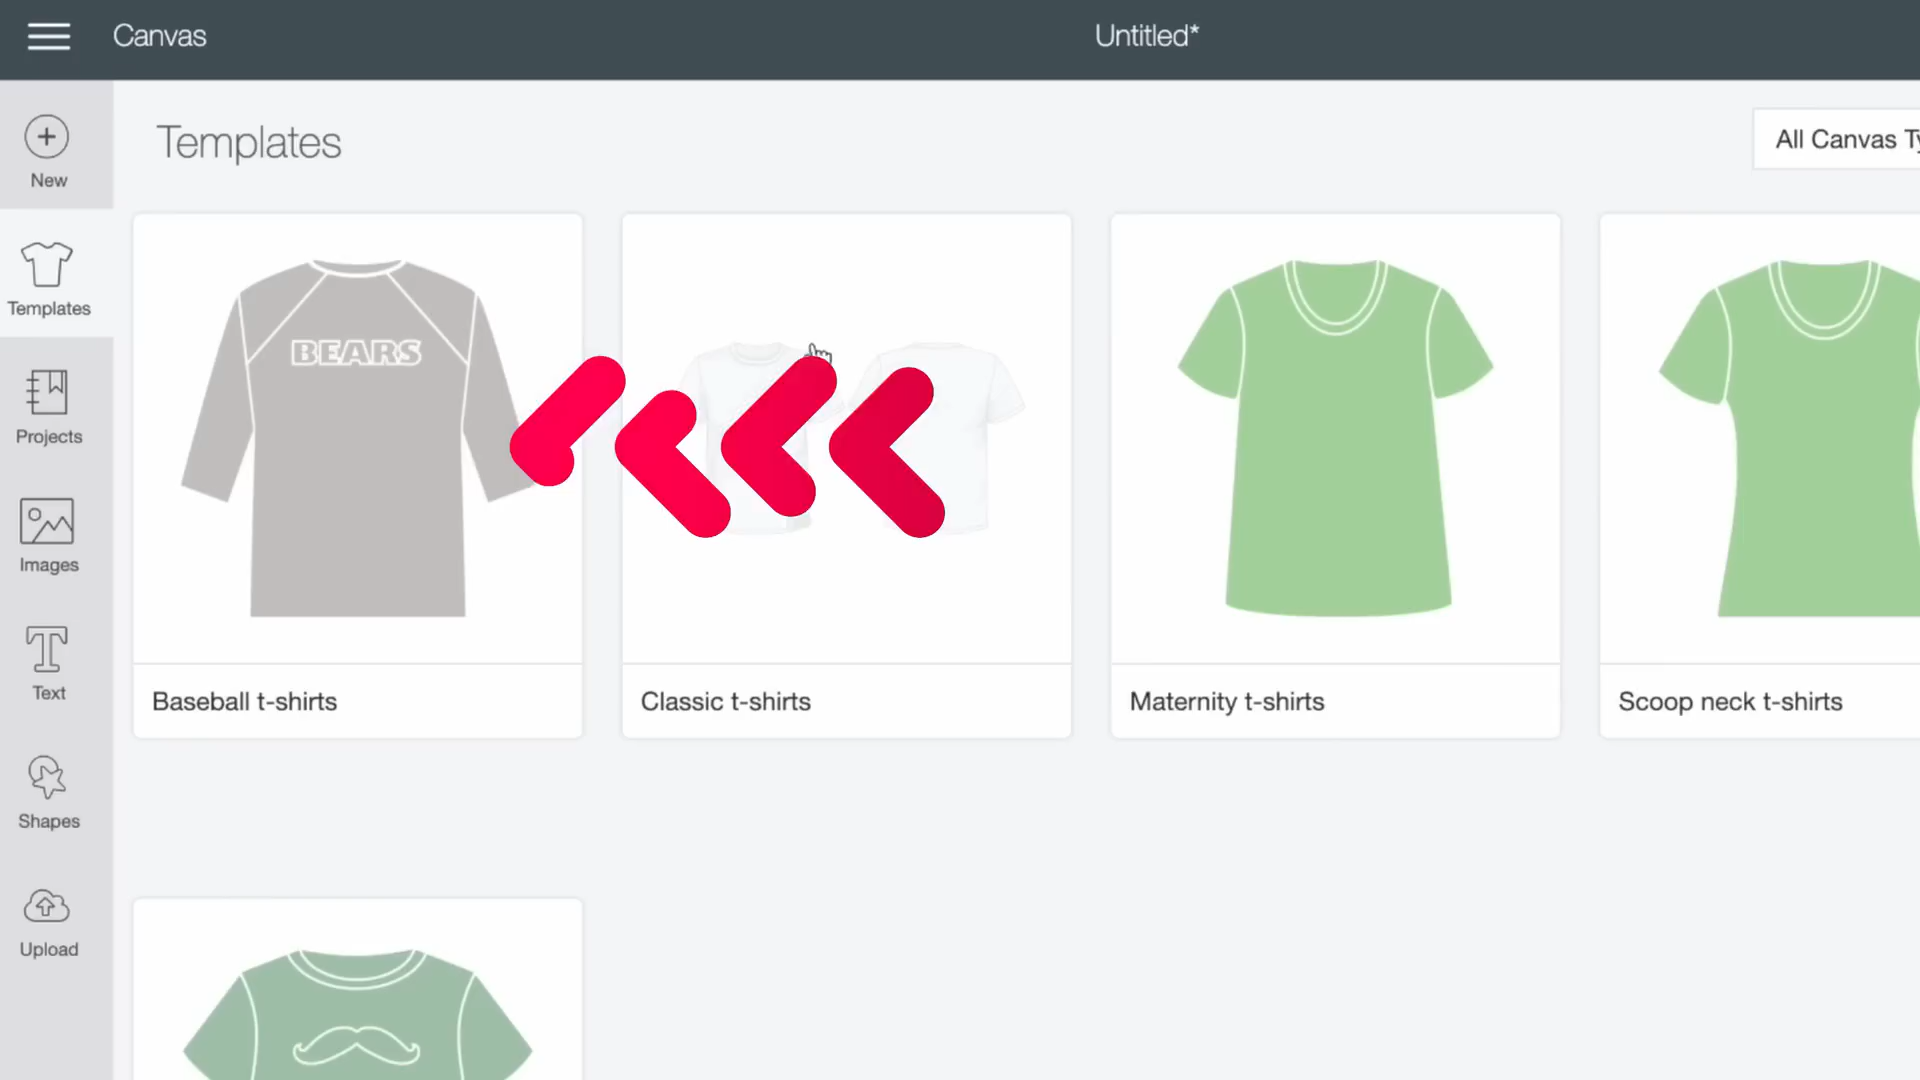 Canvas
Untitled*
New
Templates
Projects
Images
Text
Shapes
Upload
Templates
All Canvas Ty
BEARS
Baseball t-shirts
Classic t-shirts
Maternity t-shirts
Scoop neck t-shirts